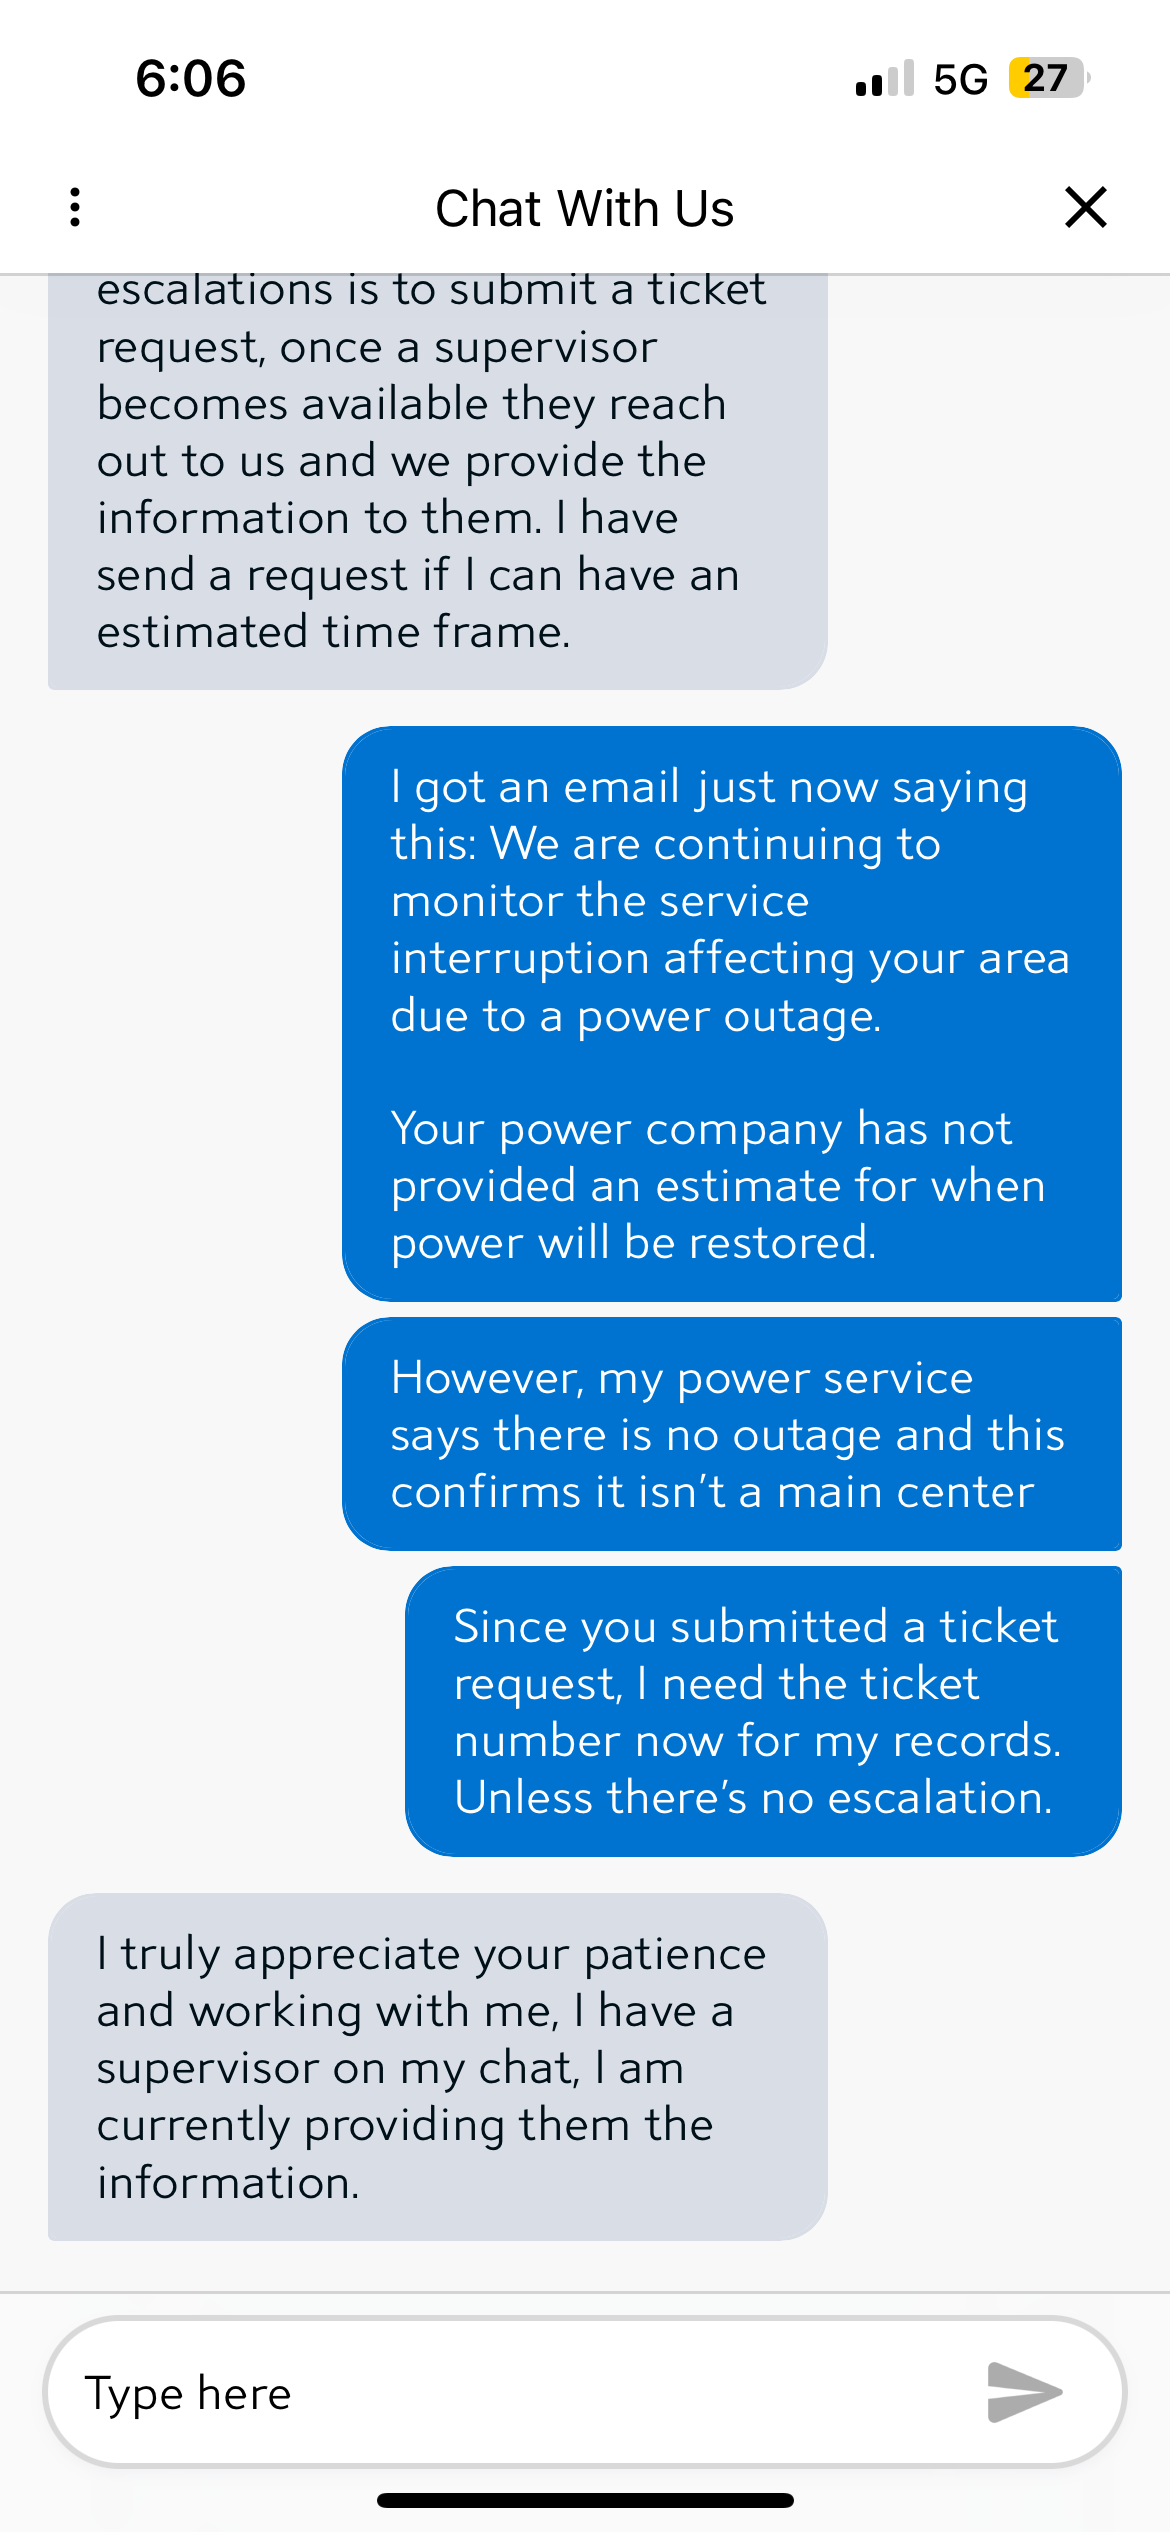 6:06
5G 27
Chat With Us
escalations is to submit a ticket
request, once a supervisor
becomes available they reach
out to us and we provide the
information to them. I have
send a request if I can have an
estimated time frame.
I got an email just now saying
this: We are continuing to
monitor the service
interruption affecting your area
due to a power outage.
Your power company has not
provided an estimate for when
power will be restored.
However, my power service
says there is no outage and this
confirms it isn’t a main center
Since you submitted a ticket
request, I need the ticket
number now for my records.
Unless there’s no escalation.
I truly appreciate your patience
and working with me, I have a
supervisor on my chat, I am
currently providing them the
information.
Type here